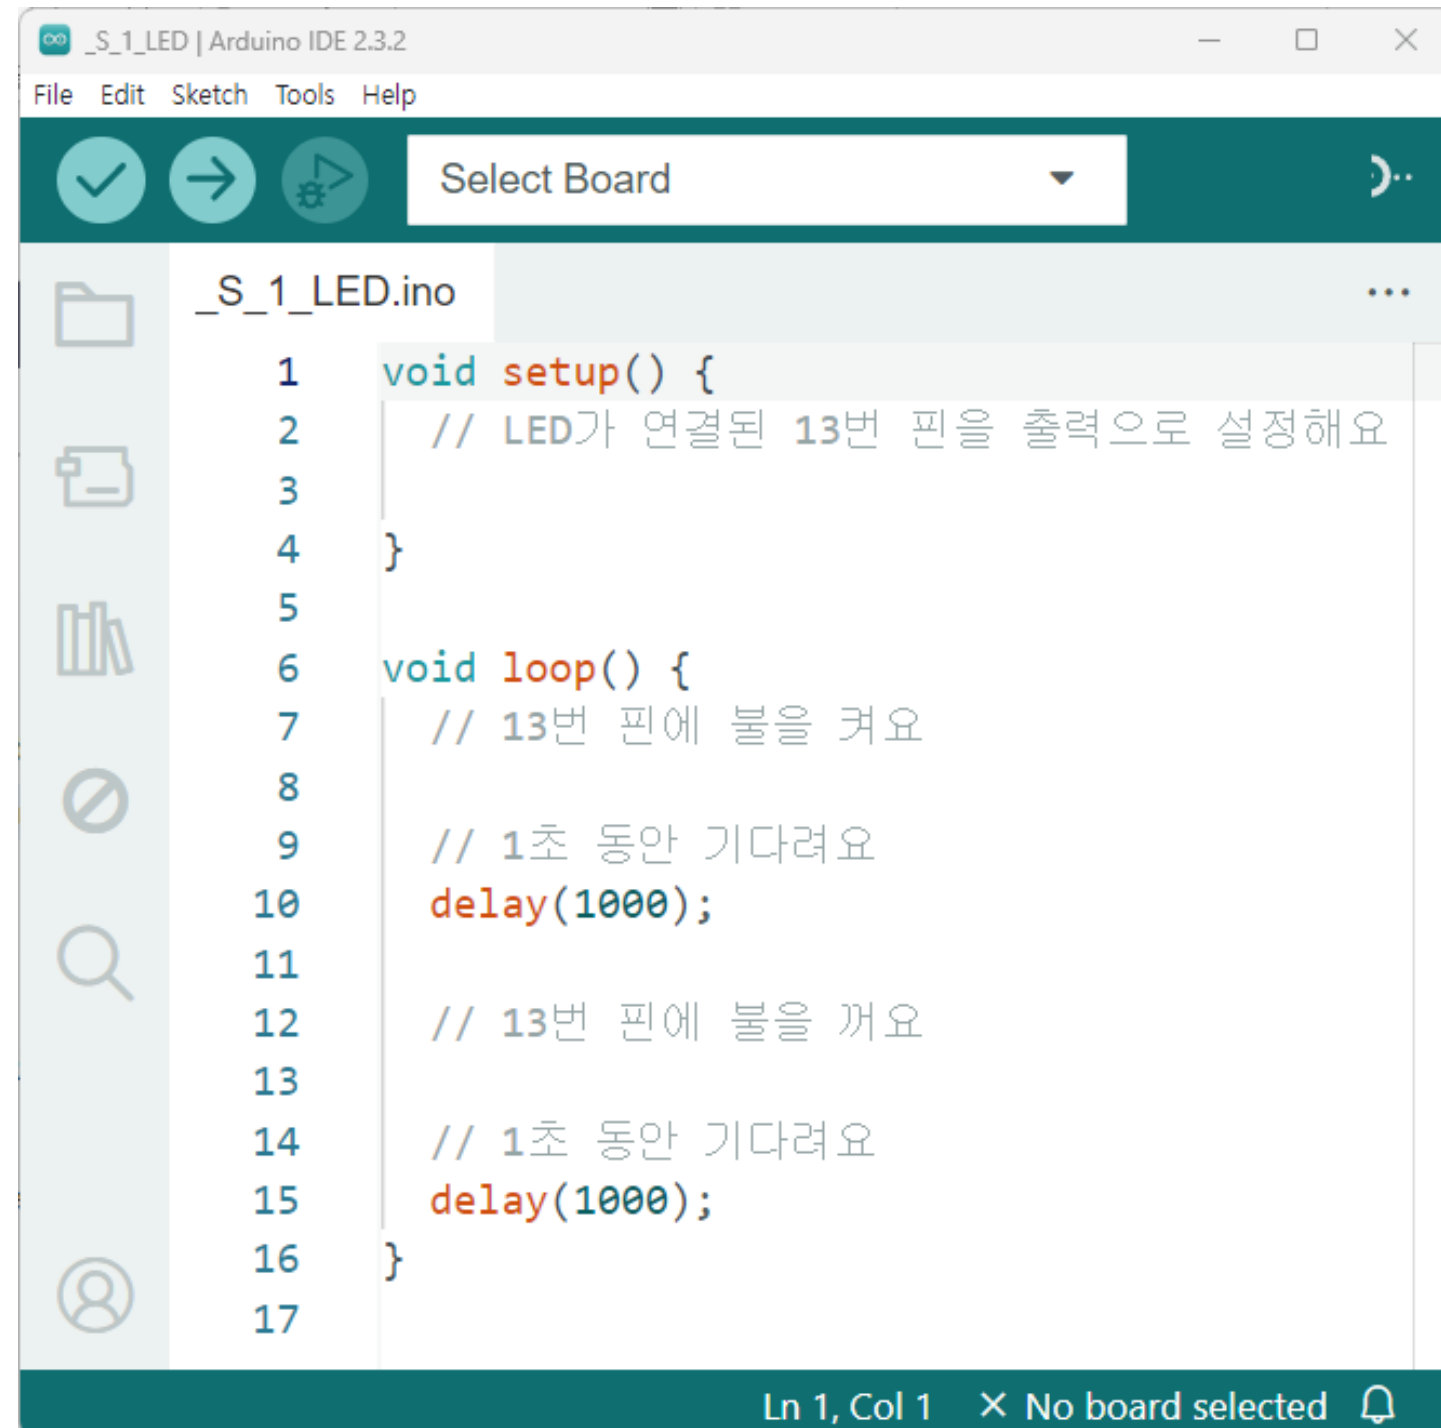 _S_1_LED | Arduino IDE 2.3.2
File Edit Sketch Tools Help
Select Board
_S_1_LED.ino
1 void setup() {
2 // LED가 연결된 13번 핀을 출력으로 설정해요
3
4 }
5
6 void loop() {
7 // 13번 핀에 불을 켜요
8
9 // 1초 동안 기다려요
10 delay(1000);
11
12 // 13번 핀에 불을 꺼요
13
14 // 1초 동안 기다려요
15 delay(1000);
16 }
17
Ln 1, Col 1 × No board selected